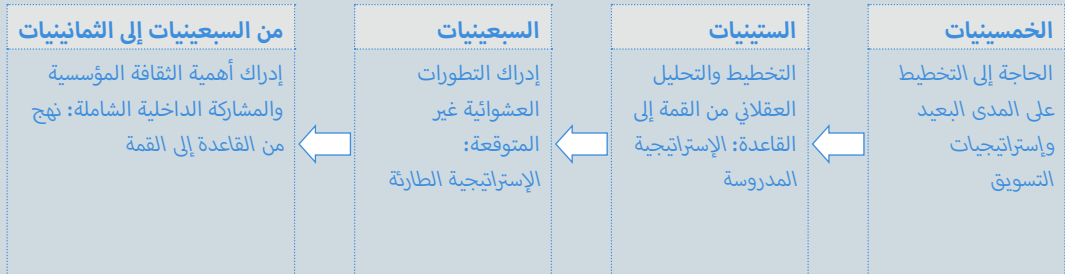 الخمسينيات
الحاجة إلى التخطيط
على المدى البعيد
وإستراتيجيات
التسويق
الستينيات
التخطيط والتحليل
العقلاني من القمة إلى
القاعدة: الإستراتيجية
المدروسة
السبعينيات
إدراك التطورات
العشوائية غير
المتوقعة:
الإستراتيجية الطارئة
من السبعينيات إلى الثمانينيات
إدراك أهمية الثقافة المؤسسية
والمشاركة الداخلية الشاملة: نهج
من القاعدة إلى القمة